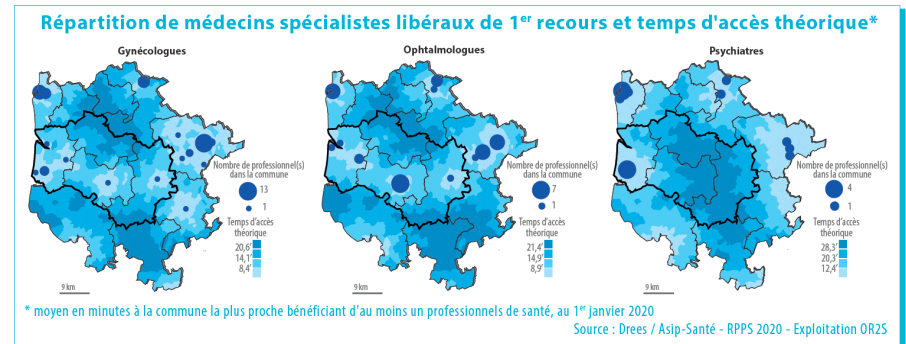 Répartition de médecins spécialistes libéraux de 1er recours et temps d'accès théorique*
Gynécologues
Nombre de professionnel(s)
dans la commune
13
1
Temps d'accès
théorique
20,6'
14,1'
8,4'
9 km
Ophtalmologues
Nombre de professionnel(s)
dans la commune
7
1
Temps d'accès
théorique
21,4'
14,9'
8,9'
9 km
Psychiatres
Nombre de professionnel(s)
dans la commune
4
1
Temps d'accès
théorique
28,3'
20,3'
12,4'
9 km
* moyen en minutes à la commune la plus proche bénéficiant d'au moins un professionnels de santé, au 1er janvier 2020
Source : Drees / Asip-Santé - RPPS 2020 - Exploitation OR2S